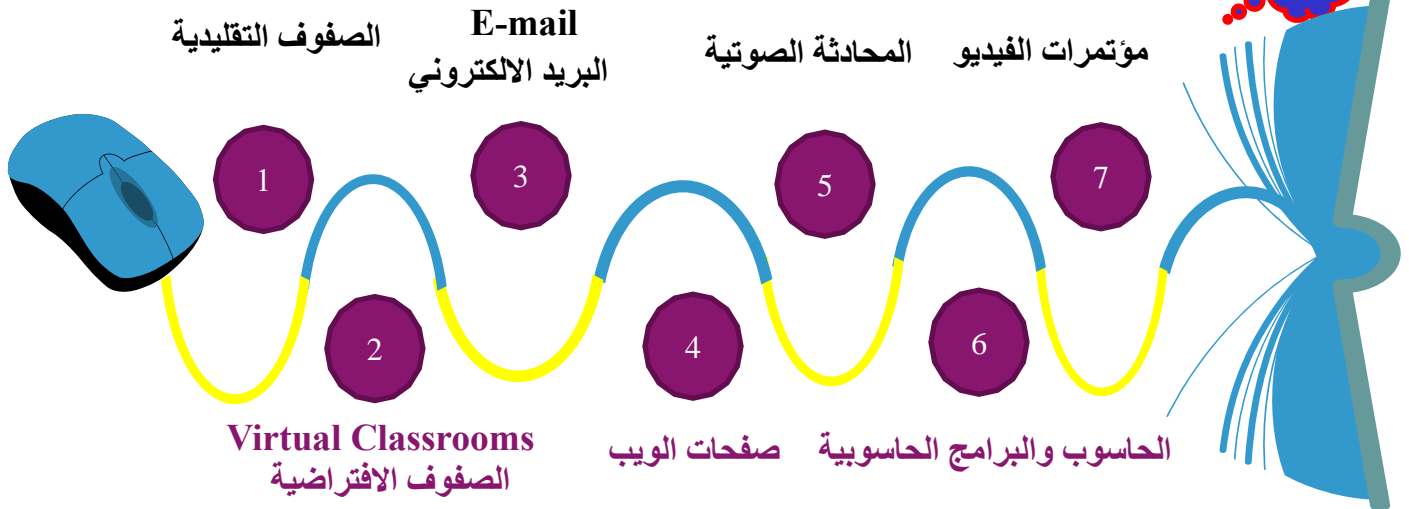 الصفوف التقليدية
1
Virtual Classrooms
الصفوف الافتراضية
2
E-mail
البريد الالكتروني
3
صفحات الويب
4
المحادثة الصوتية
5
الحاسوب والبرامج الحاسوبية
6
مؤتمرات الفيديو
7